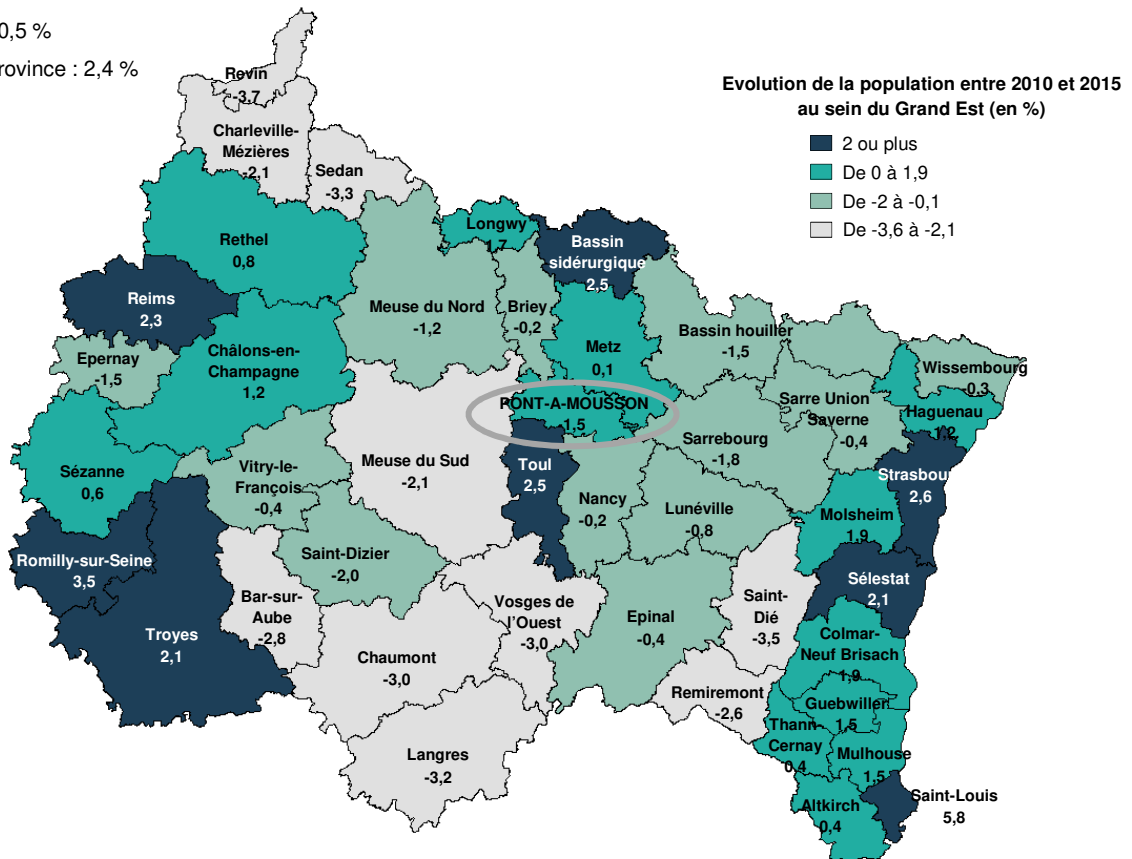 0,5 %
rovince : 2,4 %
Evolution de la population entre 2010 et 2015
au sein du Grand Est (en %)
2 ou plus
De 0 à 1,9
De -2 à -0,1
De -3,6 à -2,1
Revin
-3,7
Charleville-
Mézières
-2,1
Sedan
-3,3
Rethel
0,8
Longwy
1,7
Bassin
sidérurgique
2,5
Reims
2,3
Meuse du Nord
-1,2
Briey
-0,2
Bassin houiller
-1,5
Epernay
-1,5
Châlons-en-
Champagne
1,2
Metz
0,1
Wissembourg
-0,3
PONT-A-MOUSSON
-1,5
Sarre Union
Saverne
-0,4
Haguenau
1,2
Sarrebourg
-1,8
Sézanne
0,6
Vitry-le-
François
-0,4
Meuse du Sud
-2,1
Toul
2,5
Nancy
-0,2
Lunéville
-0,8
Strasbour
2,6
Molsheim
1,9
Romilly-sur-Seine
3,5
Saint-Dizier
-2,0
Sélestat
2,1
Bar-sur-
Aube
-2,8
Vosges de
l'Ouest
-3,0
Epinal
-0,4
Saint-
Dié
-3,5
Troyes
2,1
Colmar-
Neuf Brisach
1,9
Chaumont
-3,0
Remiremont
-2,6
Guebwiller
1,5
Thann-
Cernay
0,4
Langres
-3,2
Mulhouse
1,5
Altkirch
0,4
Saint-Louis
5,8